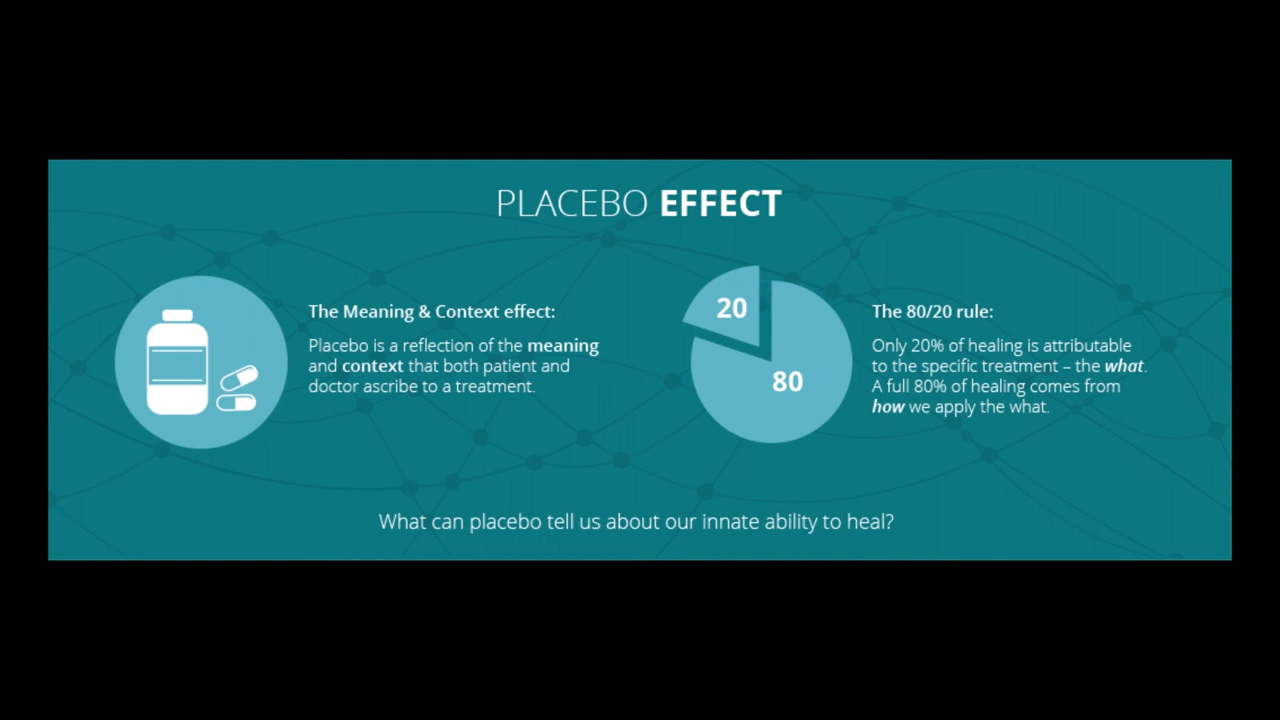 PLACEBO EFFECT
The Meaning & Context effect:
Placebo is a reflection of the meaning
and context that both patient and
doctor ascribe to a treatment.
20
80
The 80/20 rule:
Only 20% of healing is attributable
to the specific treatment – the what.
A full 80% of healing comes from
how we apply the what.
What can placebo tell us about our innate ability to heal?